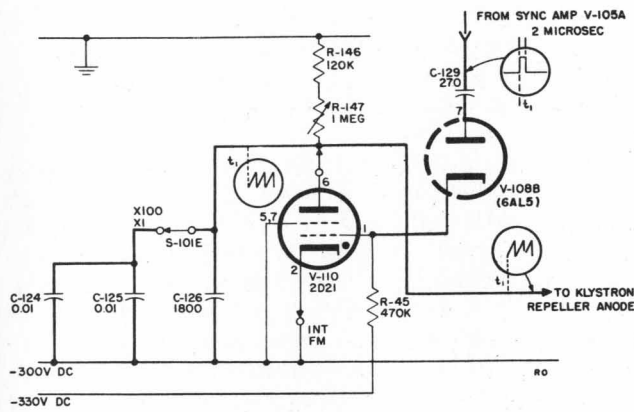 FROM SYNC AMP V-105A
2 MICROSEC
R-146
120K
C-129
270
t₁
R-147
1 MEG
7
t₁
6
V-108B
(6AL5)
X100
X1
5,7
1
S-101E
2
V-110
2D21
t₁
C-124
0.01
C-125
0.01
C-126
1800
R-45
470K
TO KLYSTRON
REPELLER ANODE
INT
FM
-300V DC
RO
-330V DC